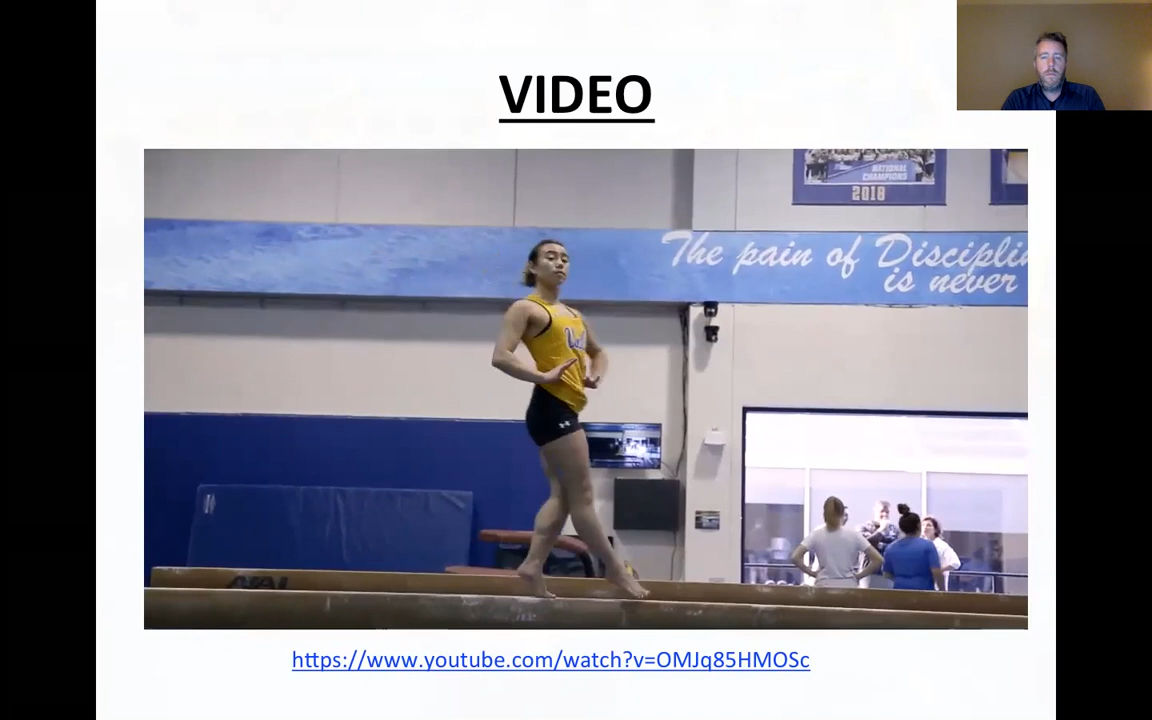 VIDEO
NATIONAL
CHAMPIONS
2018
The pain of Disciplin
is never
https://www.youtube.com/watch?v=OMJq85HMOSc